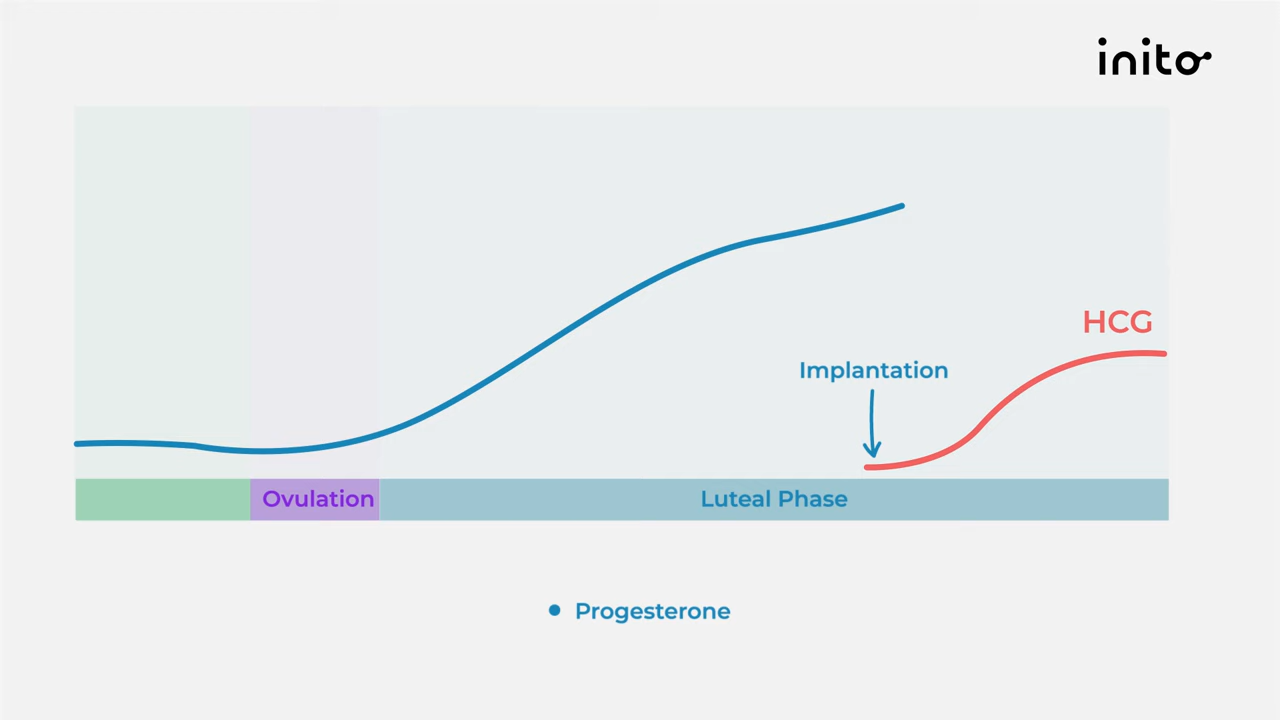 inito
HCG
Implantation
Ovulation
Luteal Phase
Progesterone